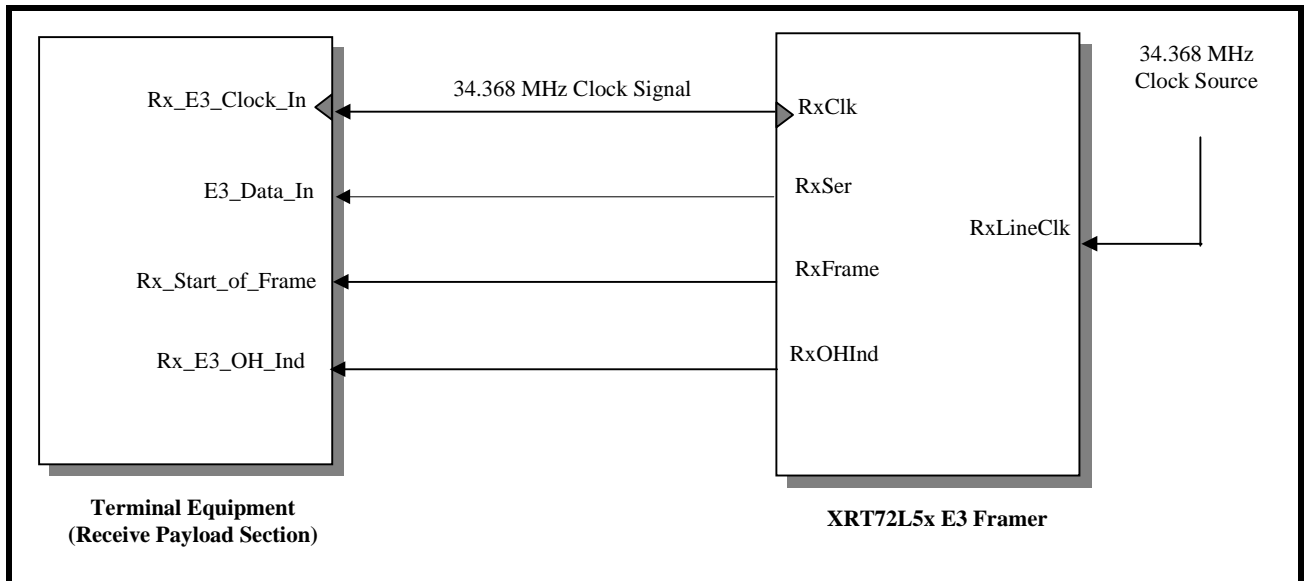 34.368 MHz
Clock Source
34.368 MHz Clock Signal
Rx_E3_Clock_In
RxClk
E3_Data_In
RxSer
RxLineClk
Rx_Start_of_Frame
RxFrame
Rx_E3_OH_Ind
RxOHInd
Terminal Equipment
(Receive Payload Section)
XRT72L5x E3 Framer